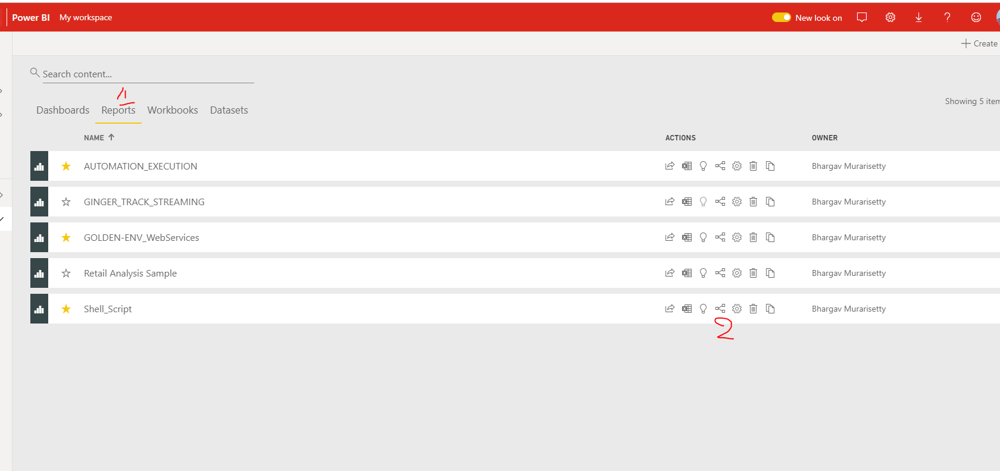 Power BI My workspace New look on ?
+ Create
Search content...
1
Showing 5 item
Dashboards Reports Workbooks Datasets
NAME ↑ ACTIONS OWNER
AUTOMATION_EXECUTION Bhargav Murarisetty
GINGER_TRACK_STREAMING Bhargav Murarisetty
GOLDEN-ENV_WebServices Bhargav Murarisetty
Retail Analysis Sample Bhargav Murarisetty
Shell_Script Bhargav Murarisetty
2